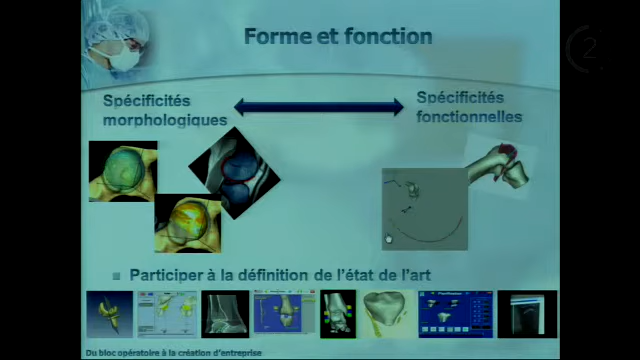 Forme et fonction
Spécificités
morphologiques
Spécificités
fonctionnelles
Participer à la définition de l'état de l'art
Du bloc opératoire à la création d'entreprise
2